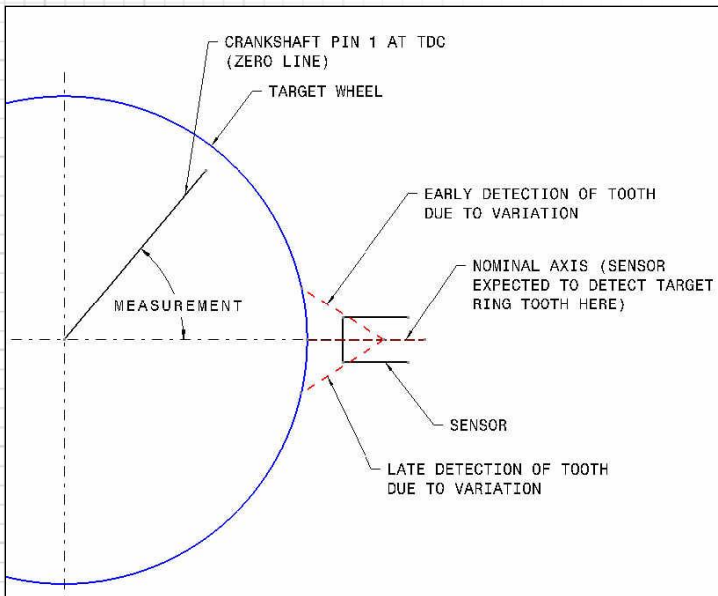 CRANKSHAFT PIN 1 AT TDC
(ZERO LINE)
TARGET WHEEL
EARLY DETECTION OF TOOTH
DUE TO VARIATION
NOMINAL AXIS (SENSOR
EXPECTED TO DETECT TARGET
RING TOOTH HERE)
MEASUREMENT
SENSOR
LATE DETECTION OF TOOTH
DUE TO VARIATION